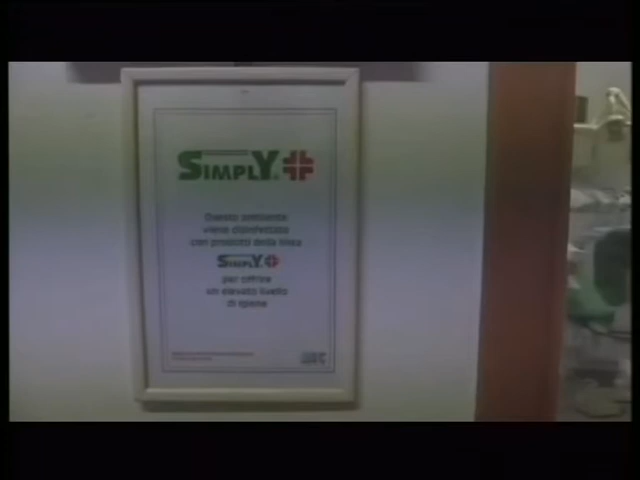 SIMPLY
Questo ambiente
viene disinfettato
con prodotti della linea
SIMPLY
per offrire
un elevato livello
di igiene